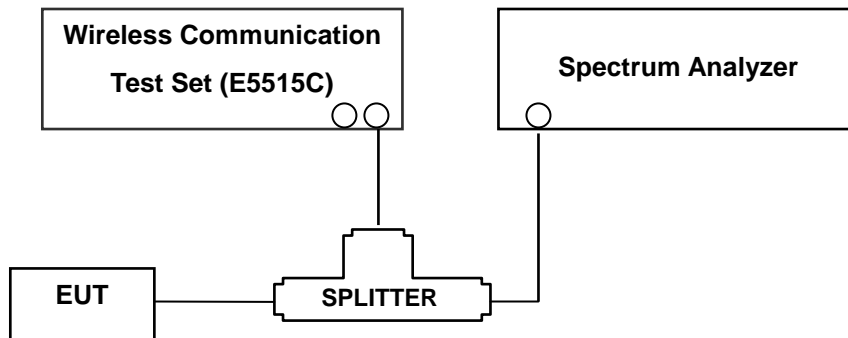 Wireless Communication
Test Set (E5515C)
Spectrum Analyzer
EUT
SPLITTER